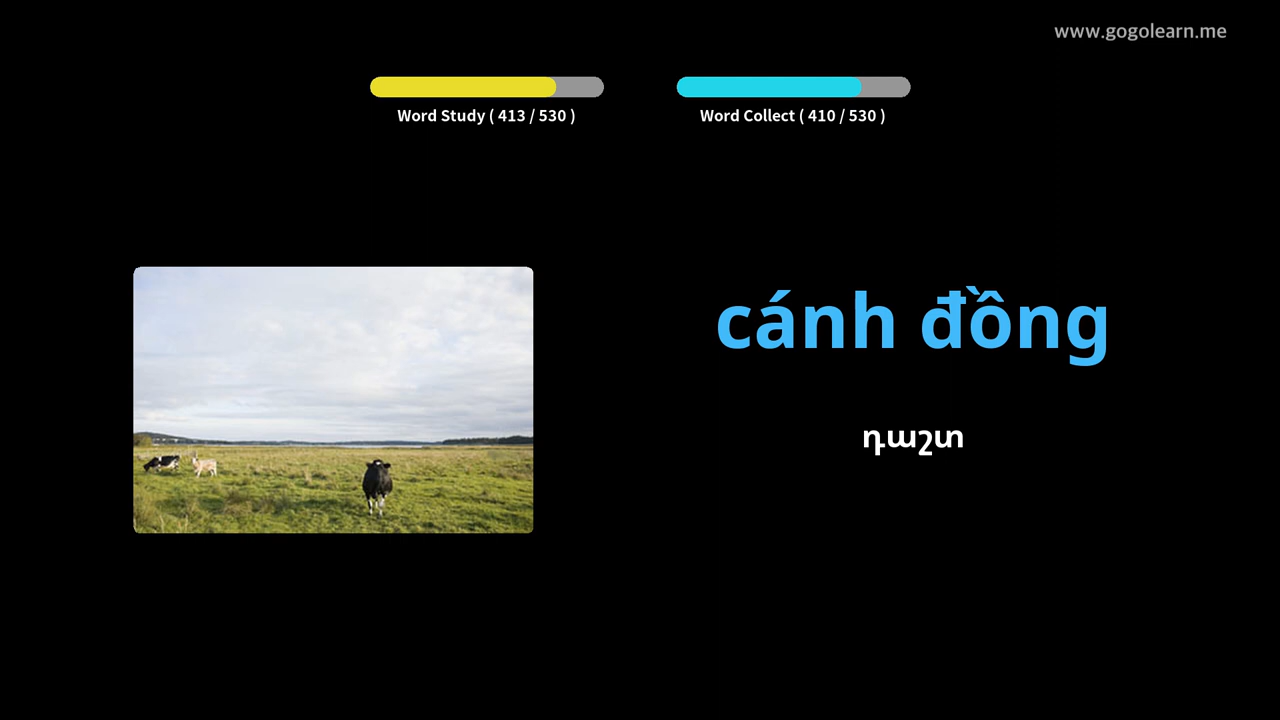 www.gogolearn.me
Word Study ( 413 / 530 )
Word Collect ( 410 / 530 )
cánh đồng
դաշտ